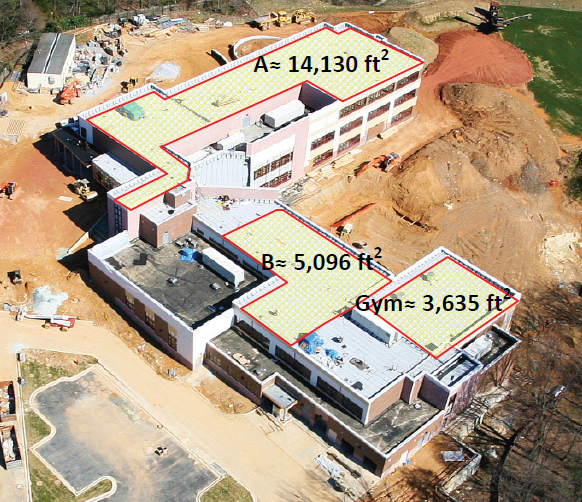 A≈ 14,130 ft²
B≈ 5,096 ft²
Gym≈ 3,635 ft²